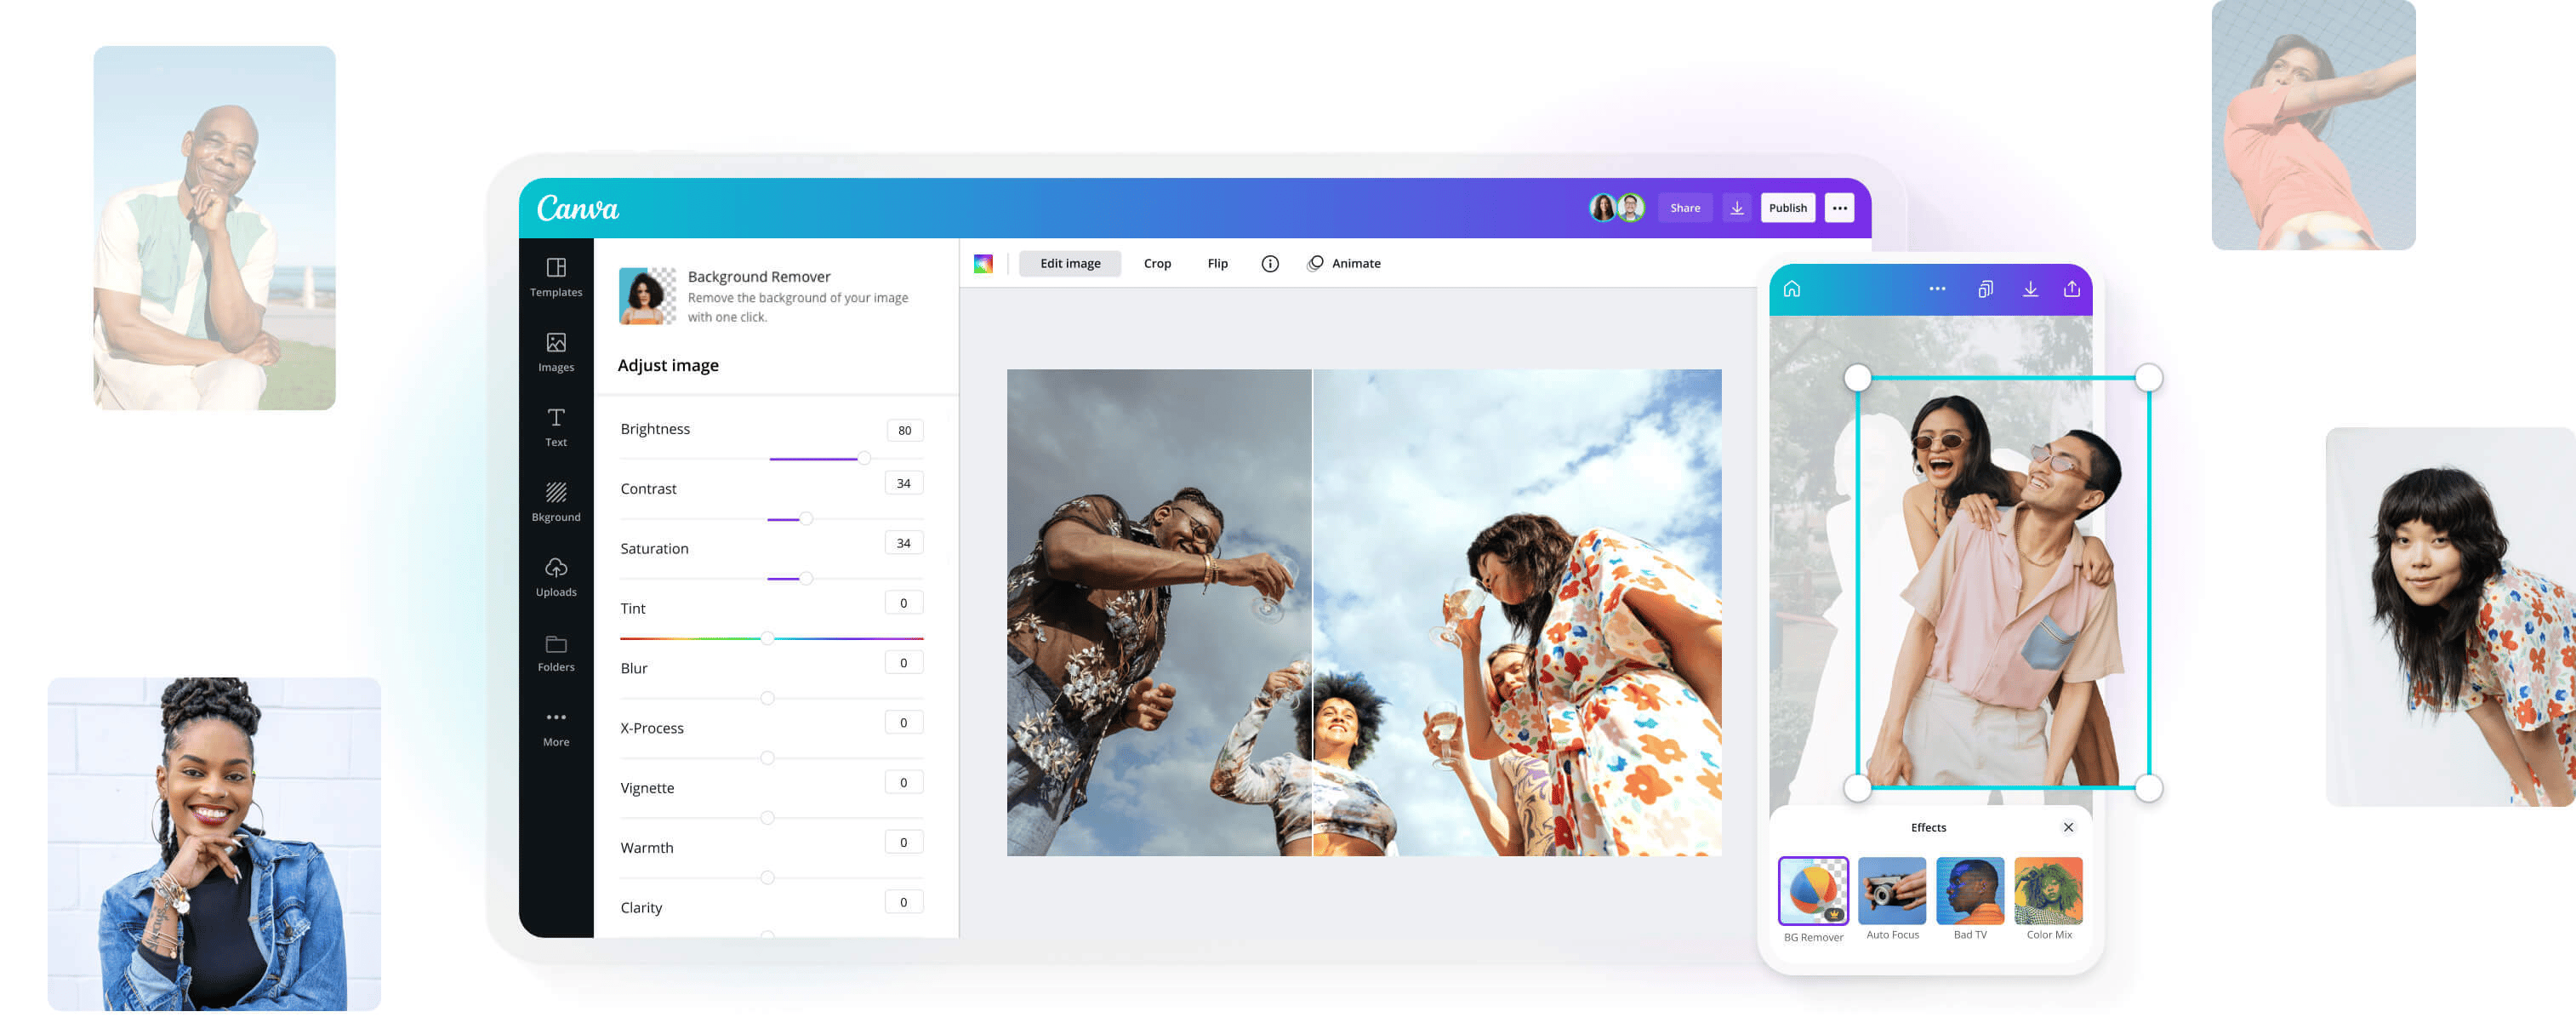 Canva
Share
Publish
Templates
Images
Text
Bkground
Uploads
Folders
More
Background Remover
Remove the background of your image
with one click.
Adjust image
Brightness 80
Contrast 34
Saturation 34
Tint 0
Blur 0
X-Process 0
Vignette 0
Warmth 0
Clarity 0
Edit image Crop Flip Animate
Effects
BG Remover Auto Focus Bad TV Color Mix